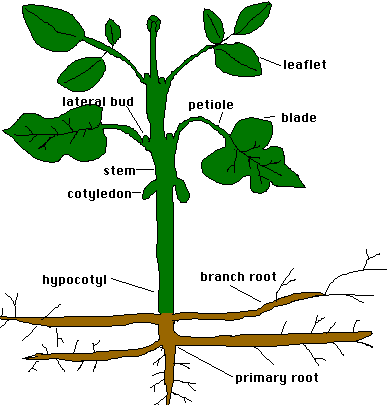 leaflet
lateral bud
petiole
blade
stem
cotyledon
hypocotyl
branch root
primary root